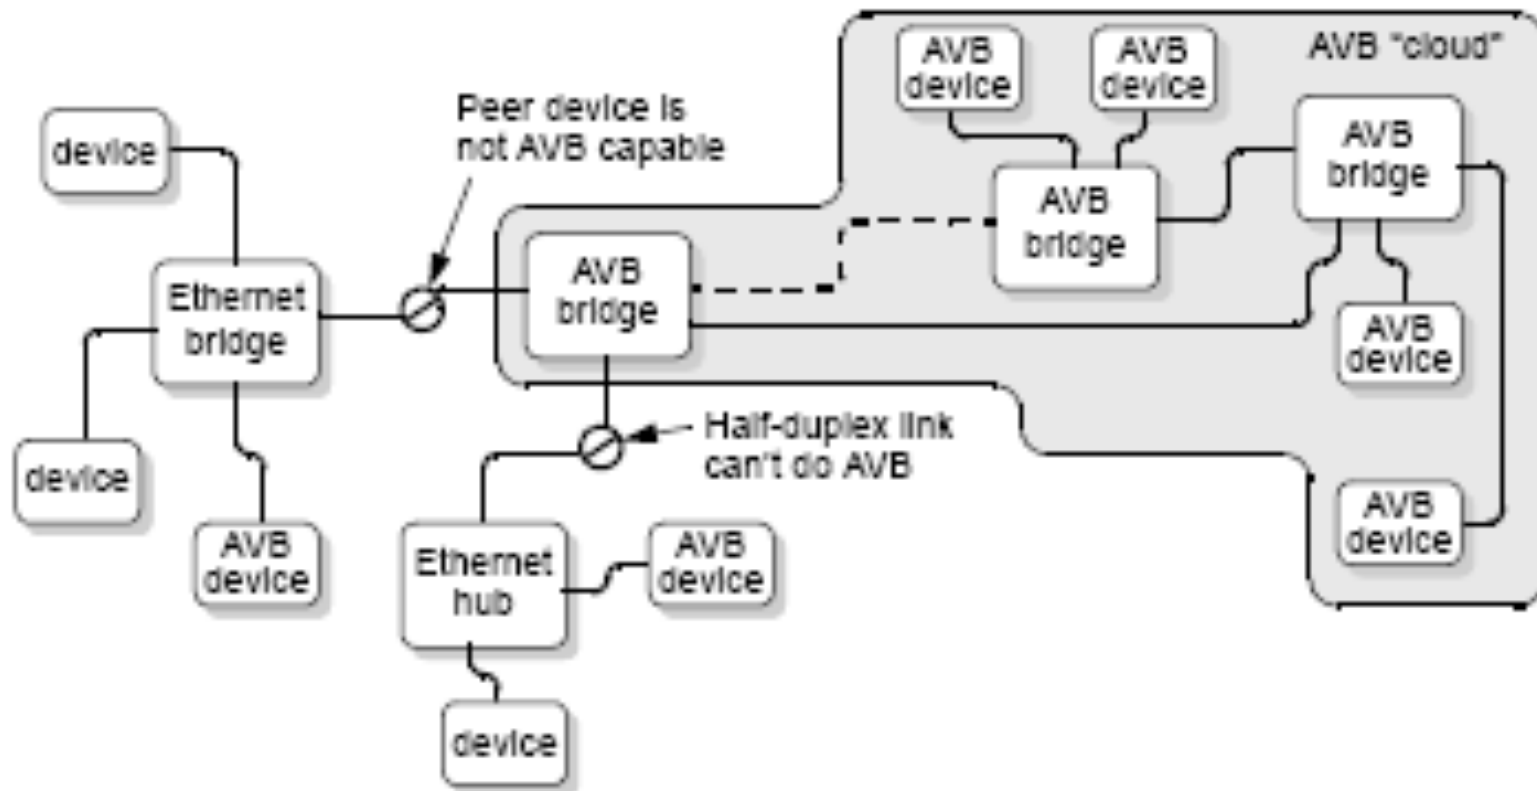 AVB
device
AVB
device
AVB "cloud"
Peer device is
not AVB capable
device
AVB
bridge
AVB
bridge
AVB
bridge
Ethernet
bridge
AVB
device
Half-duplex link
can't do AVB
device
AVB
device
AVB
device
Ethernet
hub
AVB
device
device